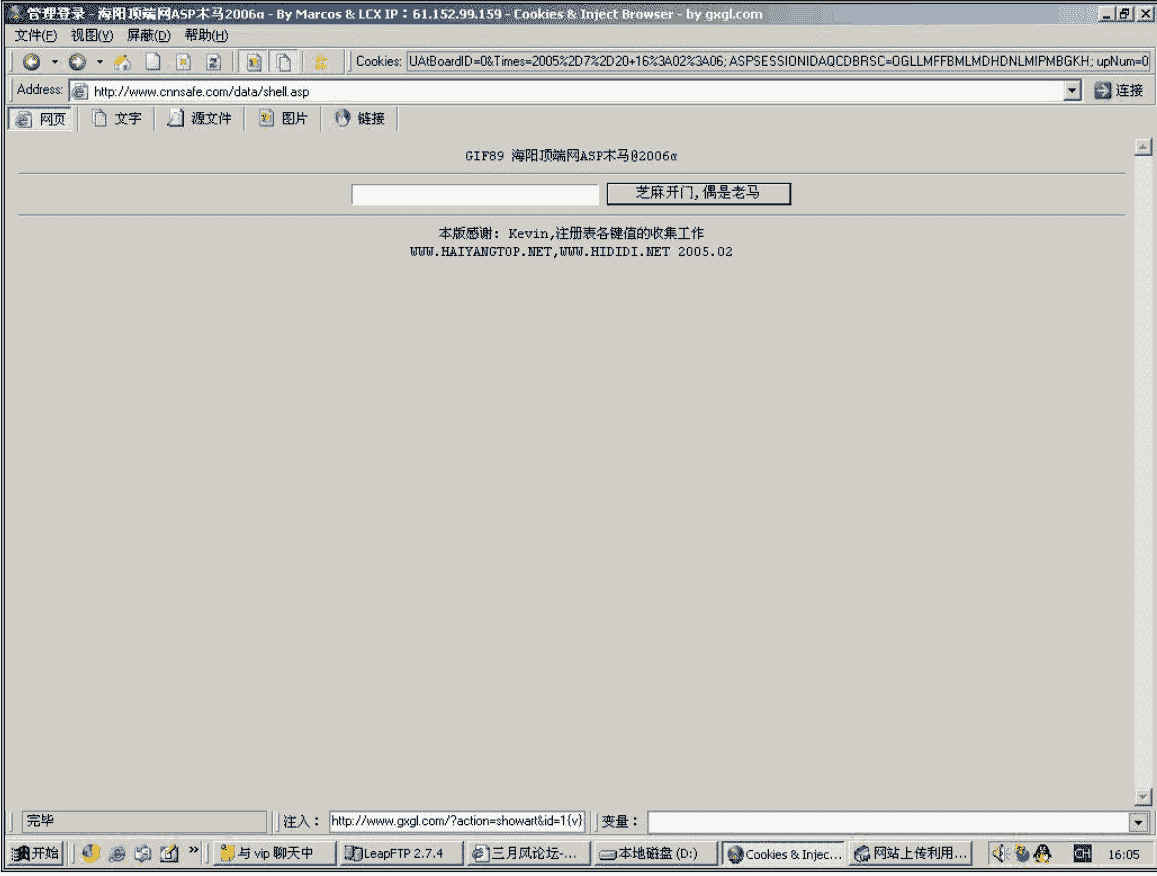 管理登录 - 海阳顶端网ASP木马2006α - By Marcos & LCX IP：61.152.99.159 - Cookies & Inject Browser - by gxgl.com
文件(F) 视图(V) 屏蔽(D) 帮助(H)
Cookies: UAtBoardID=0&Times=2005%2D7%2D20+16%3A02%3A06; ASPSESSIONIDAQCDBRSC=OGLLMFFBMLMDHDNLMIPMBGKH; upNum=0
Address: http://www.cnnsafe.com/data/shell.asp 连接
网页 文字 源文件 图片 链接
GIF89 海阳顶端网ASP木马@2006α
芝麻开门,偶是老马
本版感谢: Kevin,注册表各键值的收集工作
WWW.HAIYANGTOP.NET,WWW.HIDIDI.NET 2005.02
完毕 注入： http://www.gxgl.com/?action=showart&id=1{v} 变量：
开始 » 与 vip 聊天中 LeapFTP 2.7.4 三月风论坛-... 本地磁盘 (D:) Cookies & Injec... 网站上传利用... CH 16:05